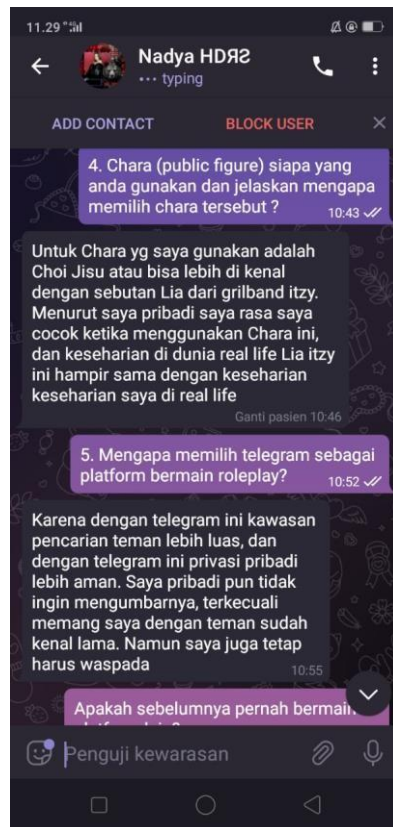 11.29
Nadya HDЯƧ
••• typing
ADD CONTACT
BLOCK USER
4. Chara (public figure) siapa yang
anda gunakan dan jelaskan mengapa
memilih chara tersebut ?
10:43
Untuk Chara yg saya gunakan adalah
Choi Jisu atau bisa lebih di kenal
dengan sebutan Lia dari grilband itzy.
Menurut saya pribadi saya rasa saya
cocok ketika menggunakan Chara ini,
dan keseharian di dunia real life Lia itzy
ini hampir sama dengan keseharian
keseharian saya di real life
Ganti pasien 10:46
5. Mengapa memilih telegram sebagai
platform bermain roleplay?
10:52
Karena dengan telegram ini kawasan
pencarian teman lebih luas, dan
dengan telegram ini privasi pribadi
lebih aman. Saya pribadi pun tidak
ingin mengumbarnya, terkecuali
memang saya dengan teman sudah
kenal lama. Namun saya juga tetap
harus waspada
10:55
Apakah sebelumnya pernah bermain
Penguji kewarasan